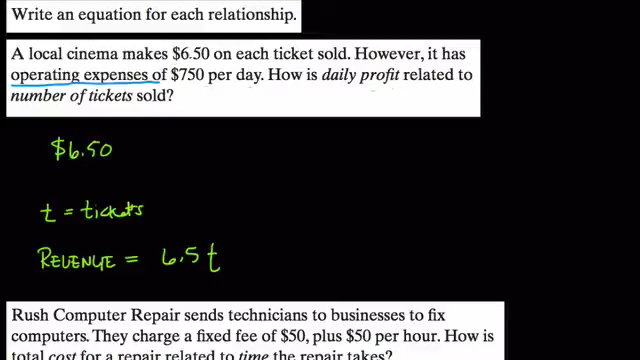 Write an equation for each relationship.
A local cinema makes $6.50 on each ticket sold. However, it has
operating expenses of $750 per day. How is daily profit related to
number of tickets sold?
$6.50
t = tickets
REVENUE = 6.5 t
Rush Computer Repair sends technicians to businesses to fix
computers. They charge a fixed fee of $50, plus $50 per hour. How is
total cost for a repair related to time the repair takes?